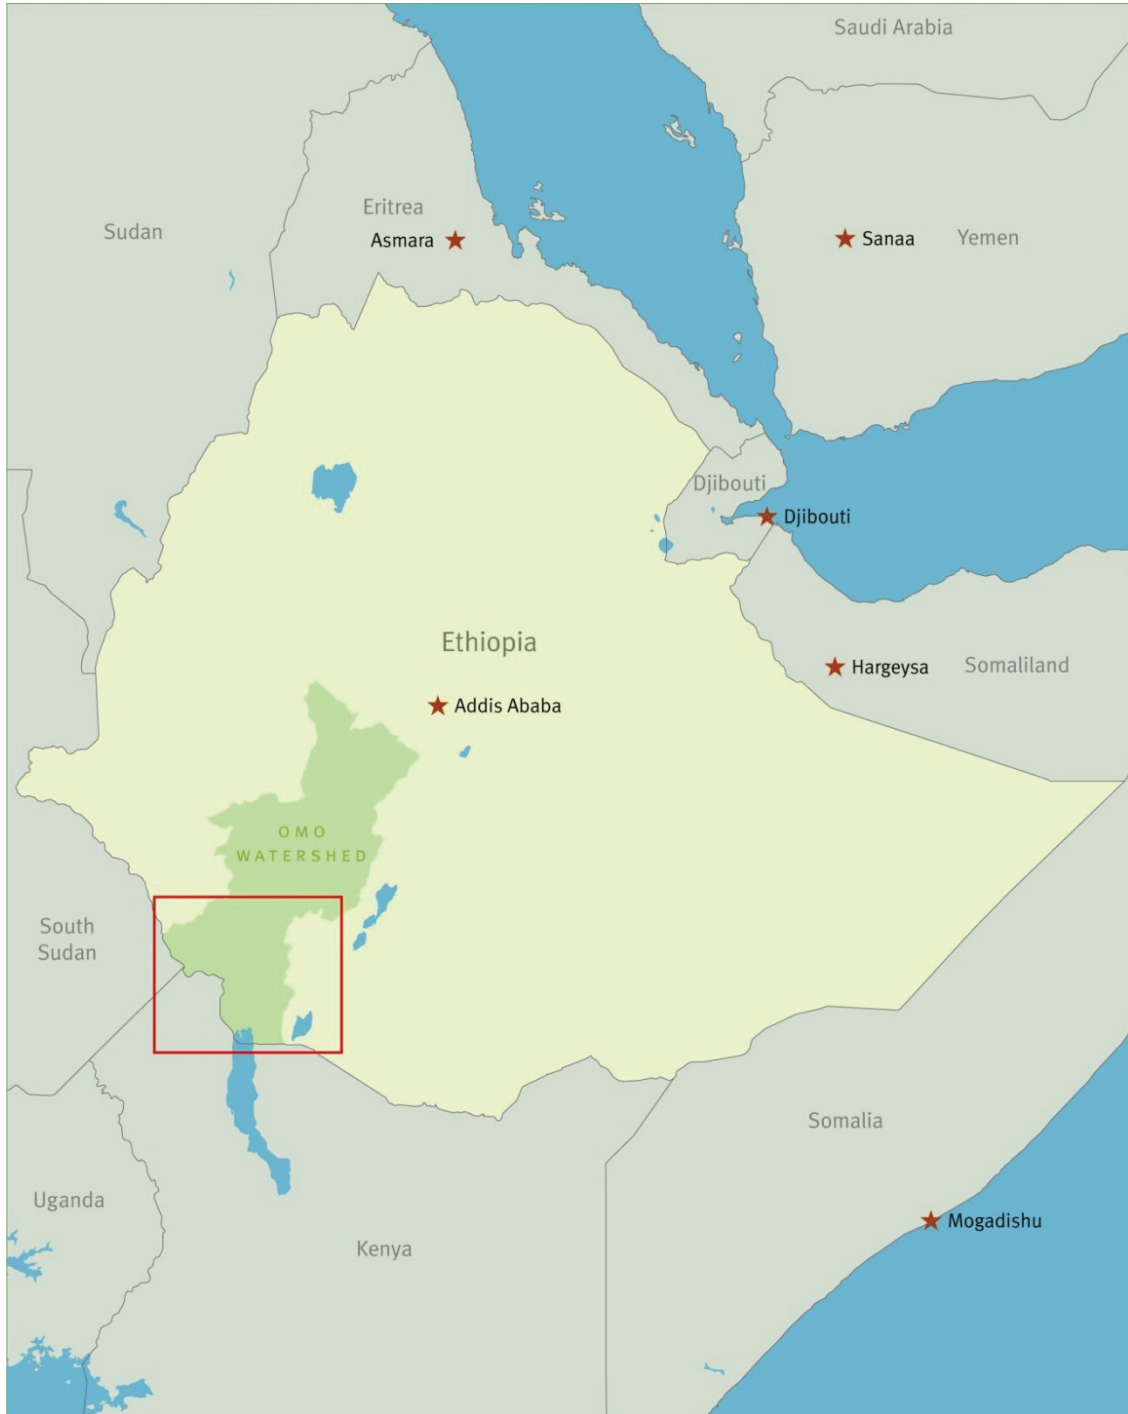 Saudi Arabia
Eritrea
Sudan
Asmara
Sanaa
Yemen
Djibouti
Djibouti
Ethiopia
Hargeysa
Somaliland
Addis Ababa
OMO
WATERSHED
South
Sudan
Somalia
Uganda
Mogadishu
Kenya